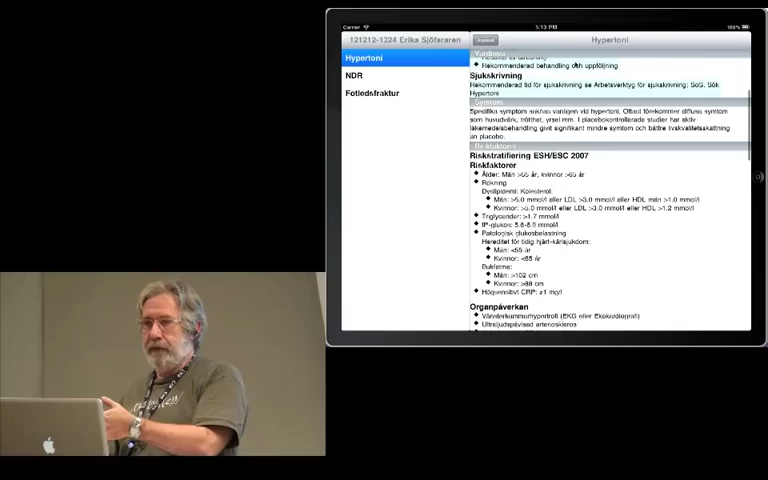 Carrier
5:13 PM
100%
121212-1324 Erika Sjöfararen
Journal
Hypertoni
Hypertoni
NDR
Fotledsfraktur
Rekommenderad behandling och uppföljning
Sjukskrivning
Rekommenderad tid för sjukskrivning se Arbetsverktyg för sjukskrivning; SoS. Sök
Hypertoni
Symtom
Specifika symptom saknas vanligen vid hypertoni. Oftast förekommer diffusa symtom
som huvudvärk, trötthet, yrsel mm. I placebokontrollerade studier har aktiv
läkemedelsbehandling givit signifikant mindre symtom och bättre livskvalitetsskattning
än placebo.
Riskfaktorer
Riskstratifiering ESH/ESC 2007
Riskfaktorer
Ålder: Män >55 år, kvinnor >65 år
Rökning
Dyslipidemi: Kolesterol:
Män: >5.0 mmol/l eller LDL >3.0 mmol/l eller HDL män >1.0 mmol/l
Kvinnor: >5.0 mmol/l eller LDL >3.0 mmol/l eller HDL >1.2 mmol/l
Triglycerider: >1.7 mmol/l
fP-glukos: 5.6-6.9 mmol/l
Patologisk glukosbelastning
Hereditet för tidig hjärt-kärlsjukdom:
Män: <55 år
Kvinnor: <65 år
Bukfetma:
Män: >102 cm
Kvinnor: >88 cm
Högsensitivt CRP: ≥1 mg/l
Organpåverkan
Vänsterkammarhypertrofi (EKG eller Ekokardiografi)
Ultraljudspåvisad arterioskleros